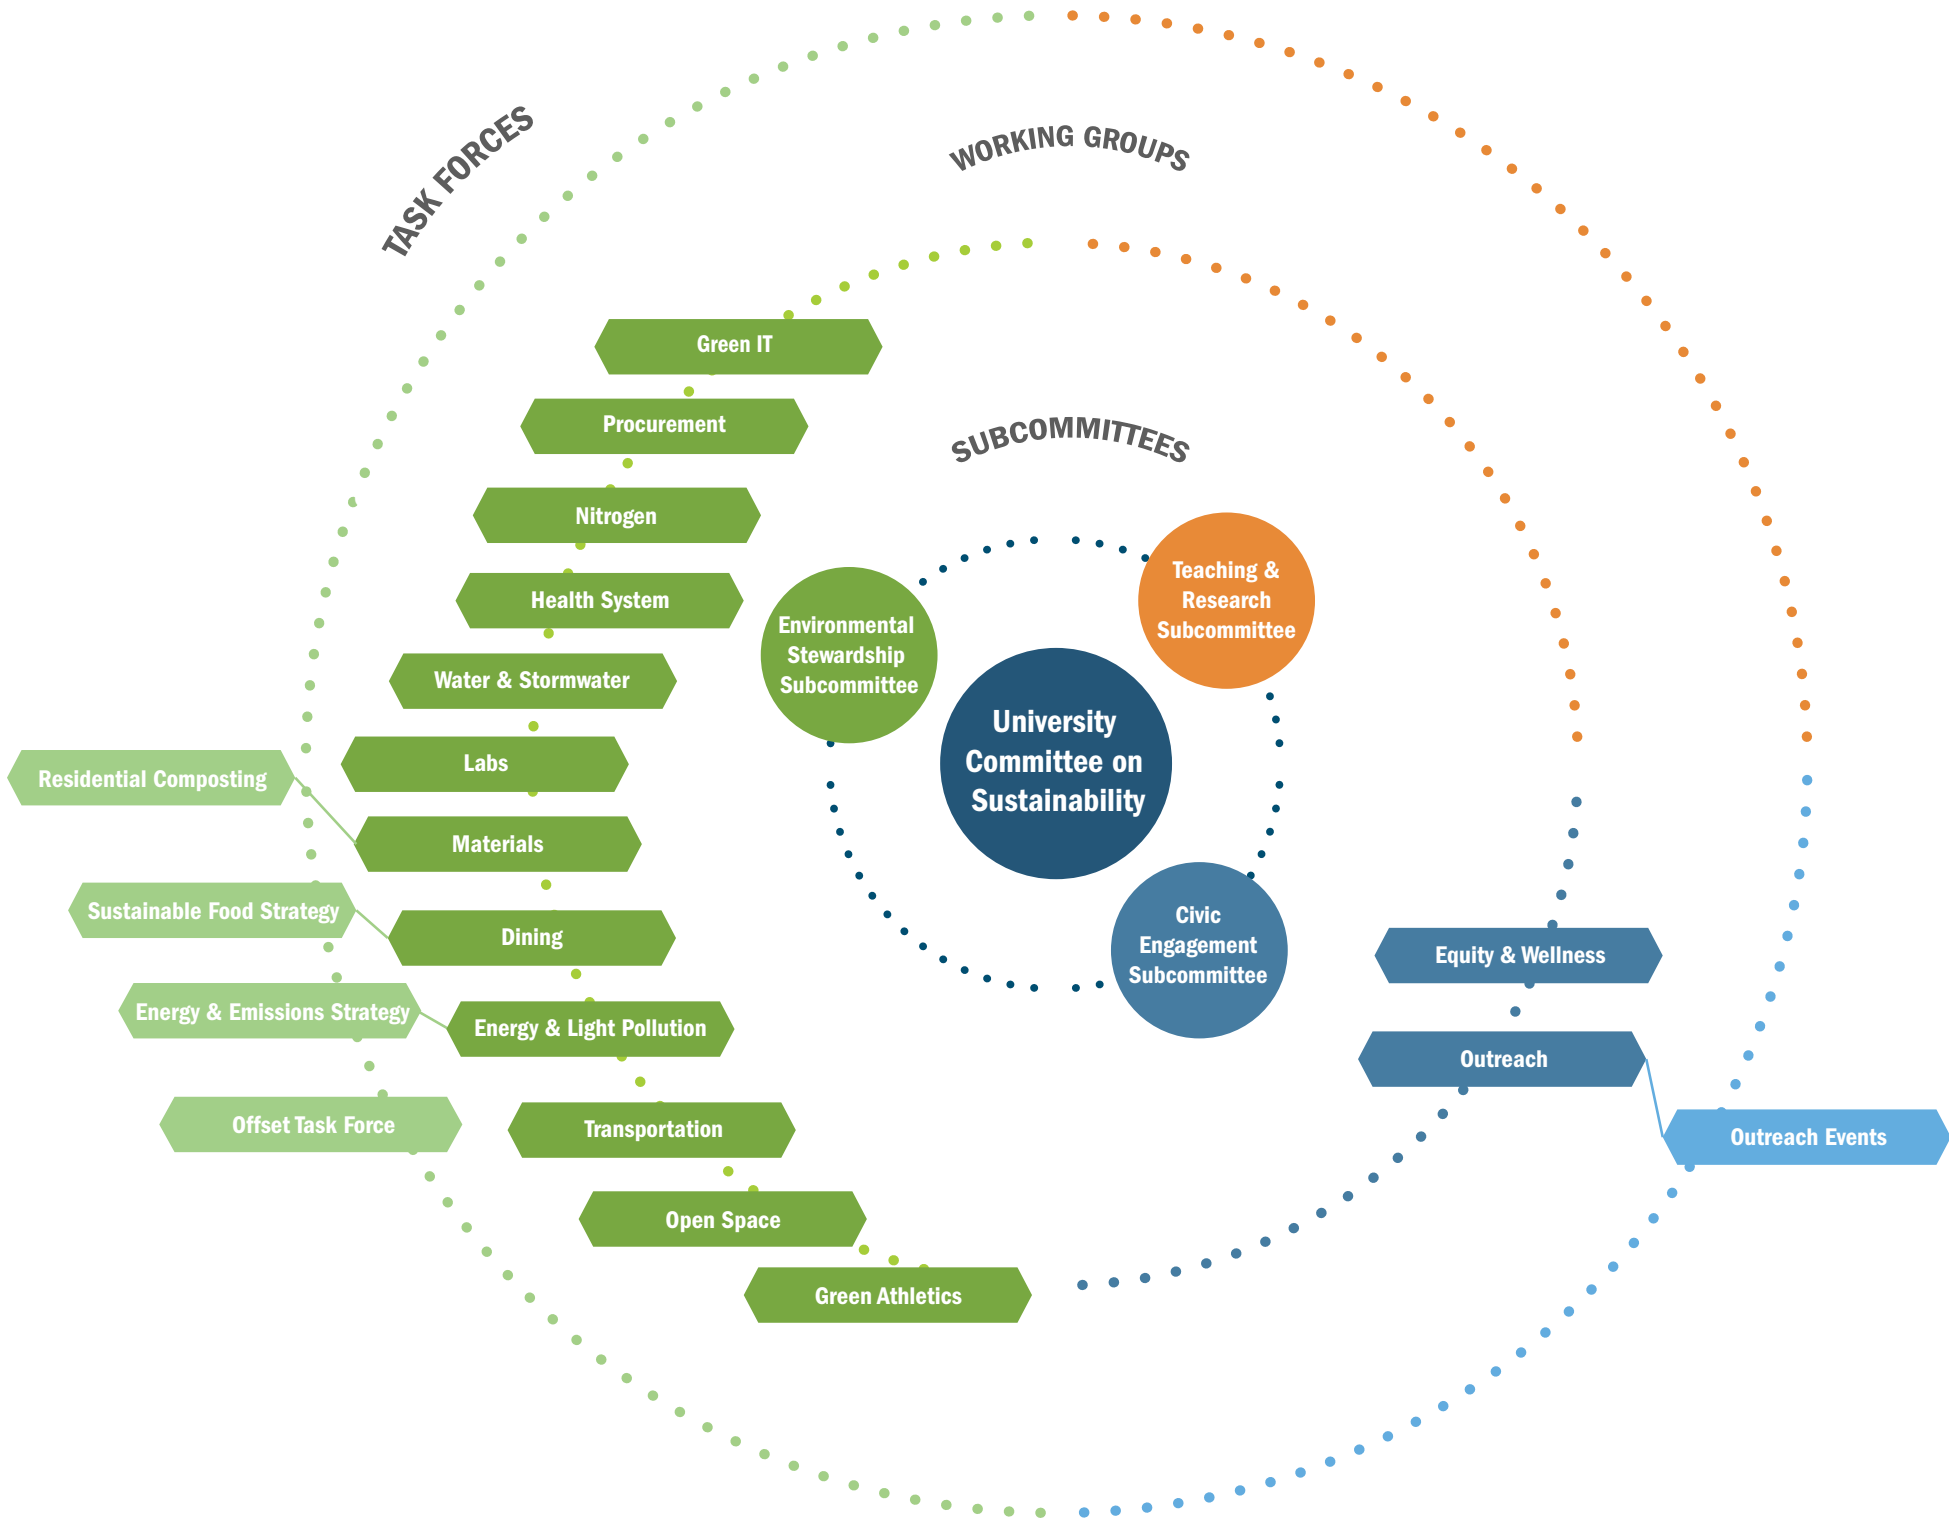 TASK FORCES
WORKING GROUPS
SUBCOMMITTEES
Green IT
Procurement
Nitrogen
Health System
Water & Stormwater
Labs
Materials
Dining
Energy & Light Pollution
Transportation
Open Space
Green Athletics
Residential Composting
Sustainable Food Strategy
Energy & Emissions Strategy
Offset Task Force
Environmental
Stewardship
Subcommittee
Teaching &
Research
Subcommittee
University
Committee on
Sustainability
Civic
Engagement
Subcommittee
Equity & Wellness
Outreach
Outreach Events